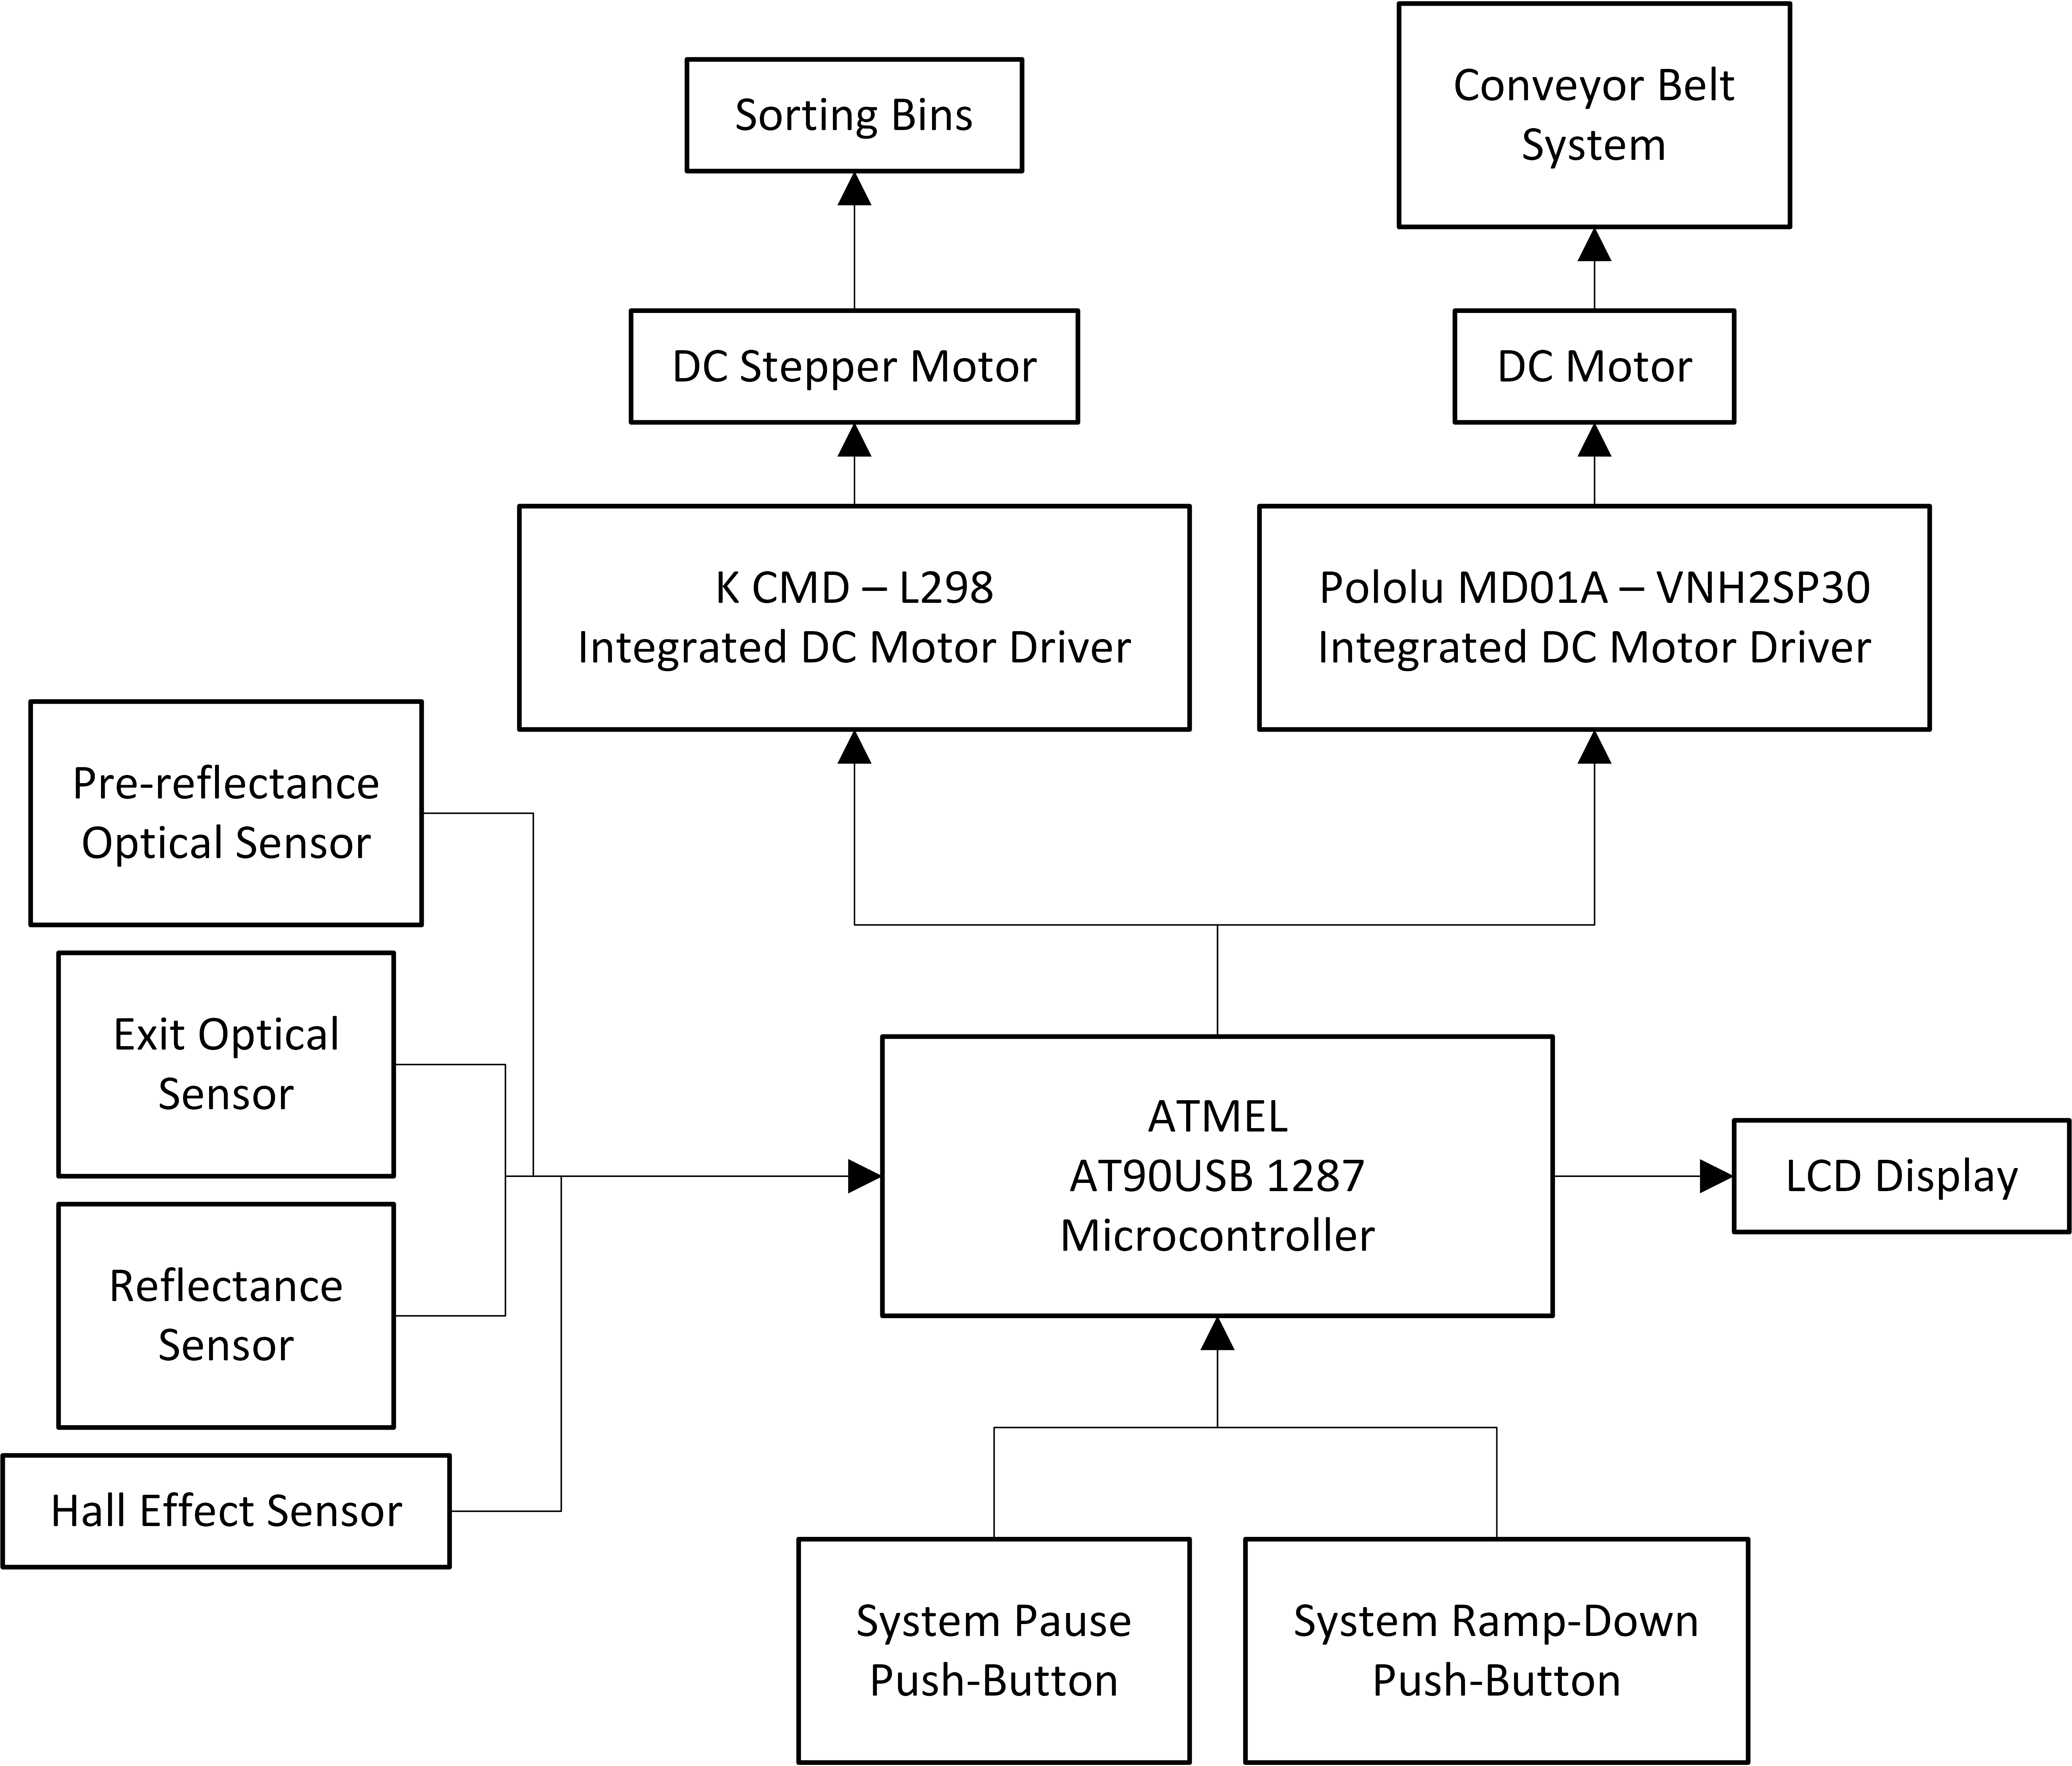 Sorting Bins
Conveyor Belt
System
DC Stepper Motor
DC Motor
K CMD – L298
Integrated DC Motor Driver
Pololu MD01A – VNH2SP30
Integrated DC Motor Driver
Pre-reflectance
Optical Sensor
Exit Optical
Sensor
Reflectance
Sensor
Hall Effect Sensor
ATMEL
AT90USB 1287
Microcontroller
LCD Display
System Pause
Push-Button
System Ramp-Down
Push-Button